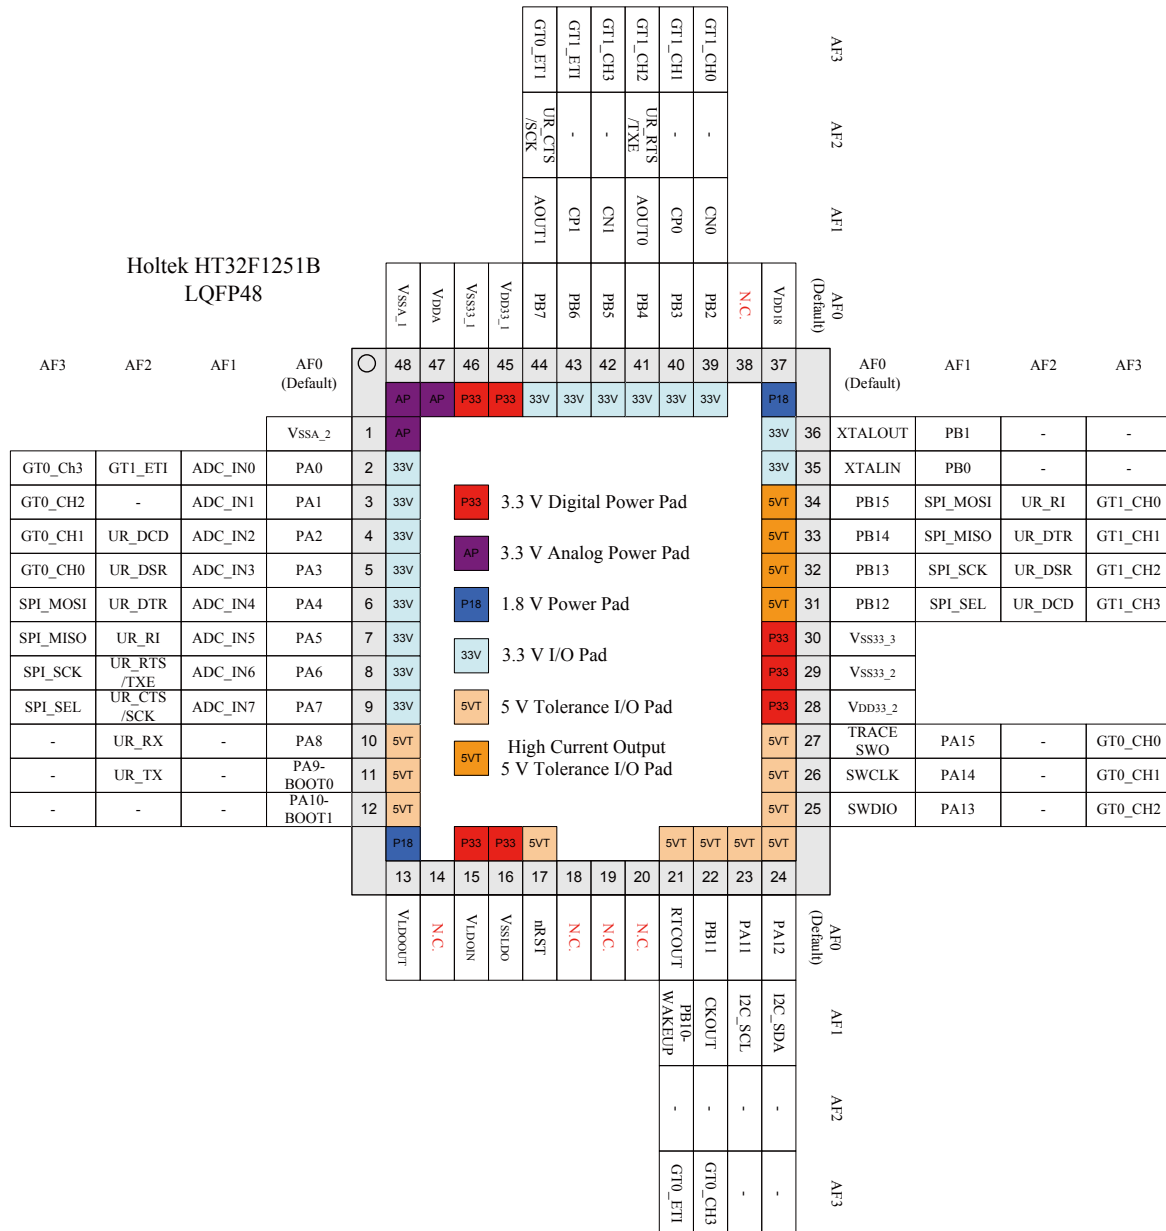 GT0_ET1 GT1_ETI GT1_CH3 GT1_CH2 GT1_CH1 GT1_CH0 AF3
UR_CTS /SCK - - UR_RTS /TXE - - AF2
AOUT1 CP1 CN1 AOUT0 CP0 CN0 AF1
Holtek HT32F1251B
LQFP48
VSSA_1 VDDA VSS33_1 VDD33_1 PB7 PB6 PB5 PB4 PB3 PB2 N.C. VDD18 AF0 (Default)
AF3 AF2 AF1 AF0 (Default) 48 47 46 45 44 43 42 41 40 39 38 37 AF0 (Default) AF1 AF2 AF3
AP AP P33 P33 33V 33V 33V 33V 33V 33V P18
VSSA_2 1 AP 33V 36 XTALOUT PB1 - -
GT0_Ch3 GT1_ETI ADC_IN0 PA0 2 33V 33V 35 XTALIN PB0 - -
GT0_CH2 - ADC_IN1 PA1 3 33V P33 3.3 V Digital Power Pad 5VT 34 PB15 SPI_MOSI UR_RI GT1_CH0
GT0_CH1 UR_DCD ADC_IN2 PA2 4 33V 5VT 33 PB14 SPI_MISO UR_DTR GT1_CH1
AP 3.3 V Analog Power Pad
GT0_CH0 UR_DSR ADC_IN3 PA3 5 33V 5VT 32 PB13 SPI_SCK UR_DSR GT1_CH2
SPI_MOSI UR_DTR ADC_IN4 PA4 6 33V P18 1.8 V Power Pad 5VT 31 PB12 SPI_SEL UR_DCD GT1_CH3
SPI_MISO UR_RI ADC_IN5 PA5 7 33V P33 30 VSS33_3
33V 3.3 V I/O Pad
SPI_SCK UR_RTS /TXE ADC_IN6 PA6 8 33V P33 29 VSS33_2
SPI_SEL UR_CTS /SCK ADC_IN7 PA7 9 33V 5VT 5 V Tolerance I/O Pad P33 28 VDD33_2
- UR_RX - PA8 10 5VT 5VT High Current Output 5VT 27 TRACE SWO PA15 - GT0_CH0
- UR_TX - PA9- BOOT0 11 5VT 5 V Tolerance I/O Pad 5VT 26 SWCLK PA14 - GT0_CH1
- - - PA10- BOOT1 12 5VT 5VT 25 SWDIO PA13 - GT0_CH2
P18 P33 P33 5VT 5VT 5VT 5VT 5VT
13 14 15 16 17 18 19 20 21 22 23 24
VLDOOUT N.C. VLDOIN VSSLDO nRST N.C. N.C. N.C. RTCOUT PB11 PA11 PA12 AF0 (Default)
PB10- WAKEUP CKOUT I2C_SCL I2C_SDA AF1
- - - - AF2
GT0_ETI GT0_CH3 - - AF3